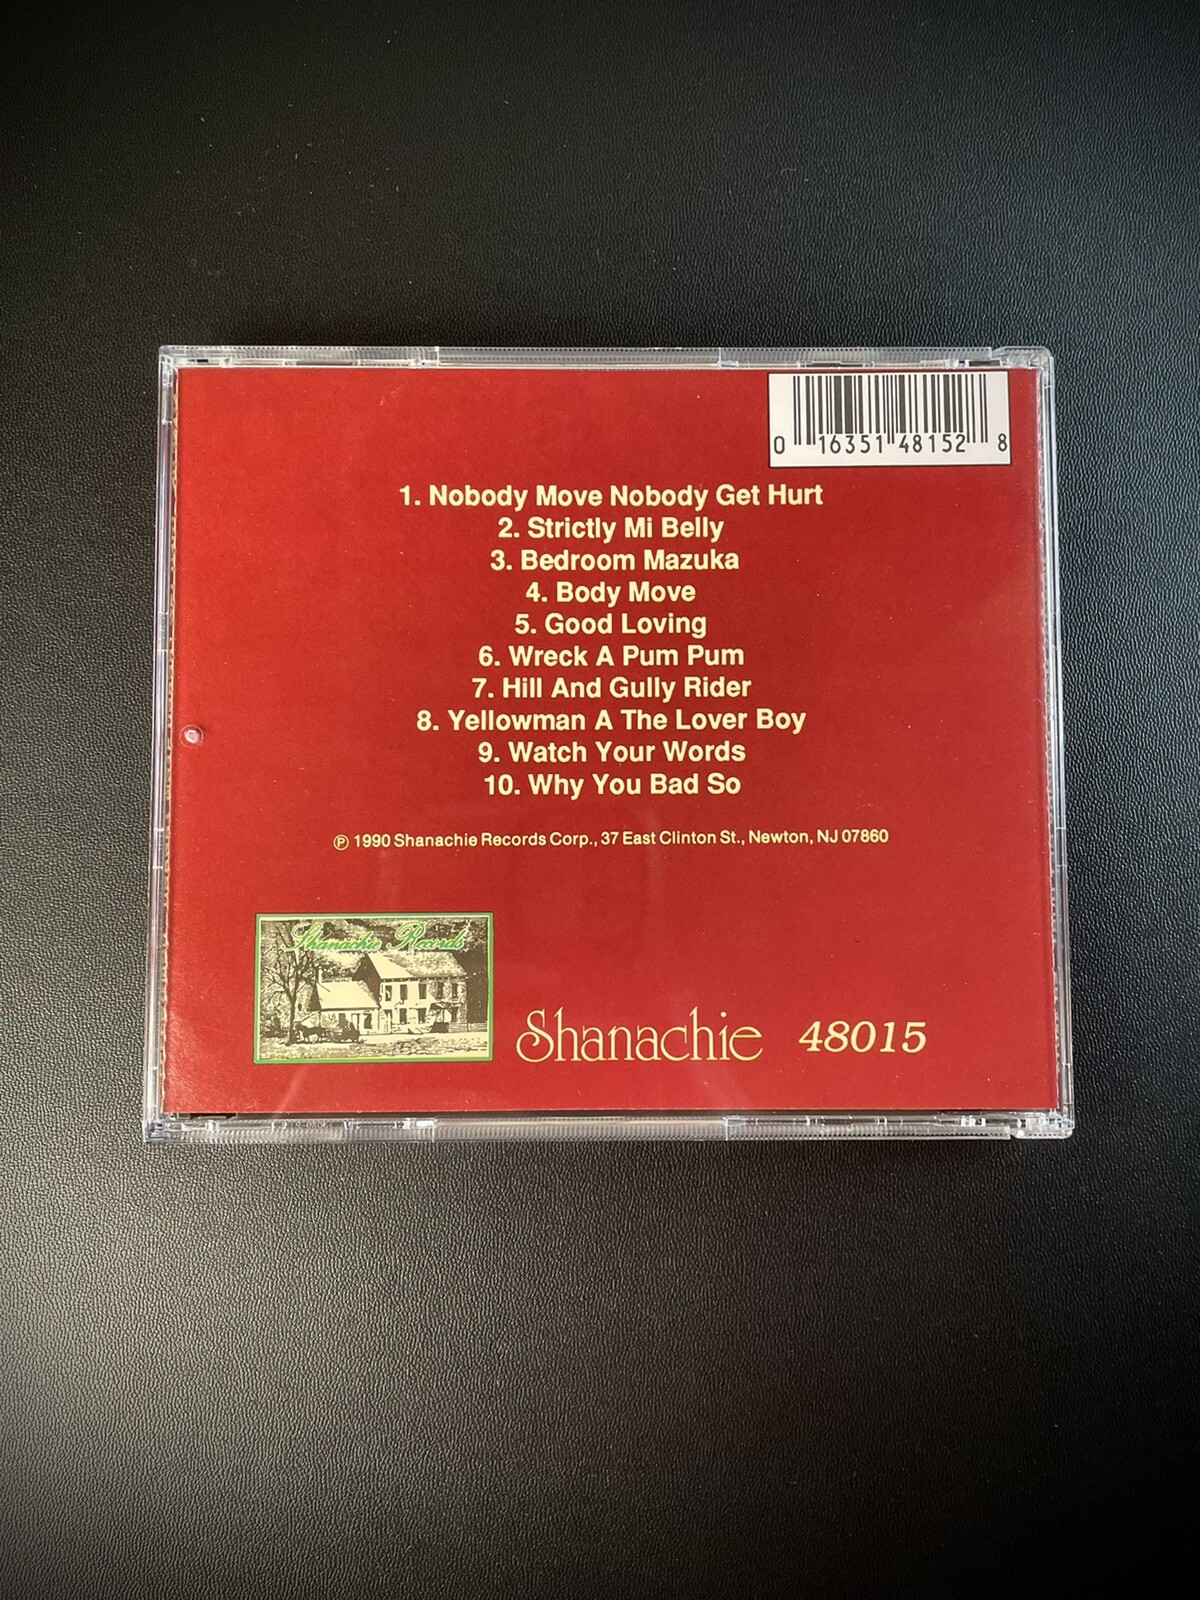 0 16351 48152 8
1. Nobody Move Nobody Get Hurt
2. Strictly Mi Belly
3. Bedroom Mazuka
4. Body Move
5. Good Loving
6. Wreck A Pum Pum
7. Hill And Gully Rider
8. Yellowman A The Lover Boy
9. Watch Your Words
10. Why You Bad So
℗ 1990 Shanachie Records Corp., 37 East Clinton St., Newton, NJ 07860
Shanachie Records
Shanachie 48015